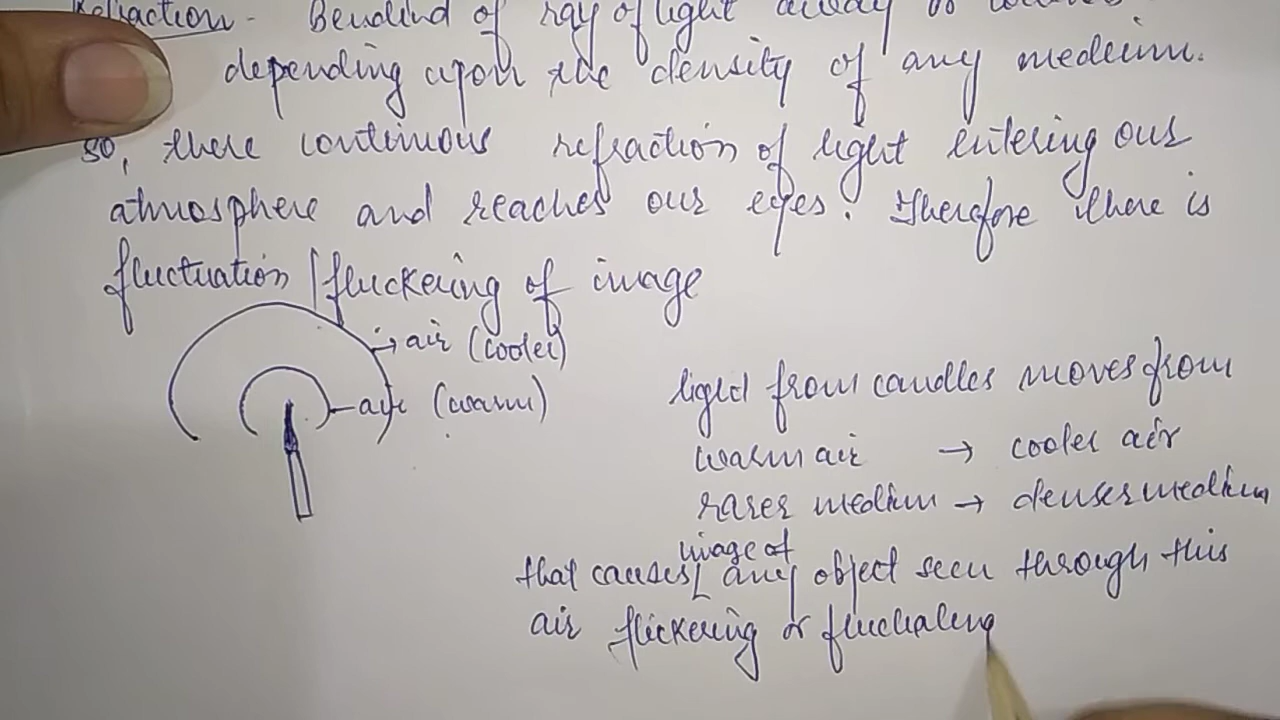 Refraction - Bending of ray of light away or
depending upon the density of any medium.
so, there continuous refraction of light entering our
atmosphere and reaches our eyes. Therefore there is
fluctuation/fluckering of image
→ air (cooler)
air (warm)
light from candles moves from
warm air → cooler air
rarer medium → denser medium
image of
that causes any object seen through this
air flickering or